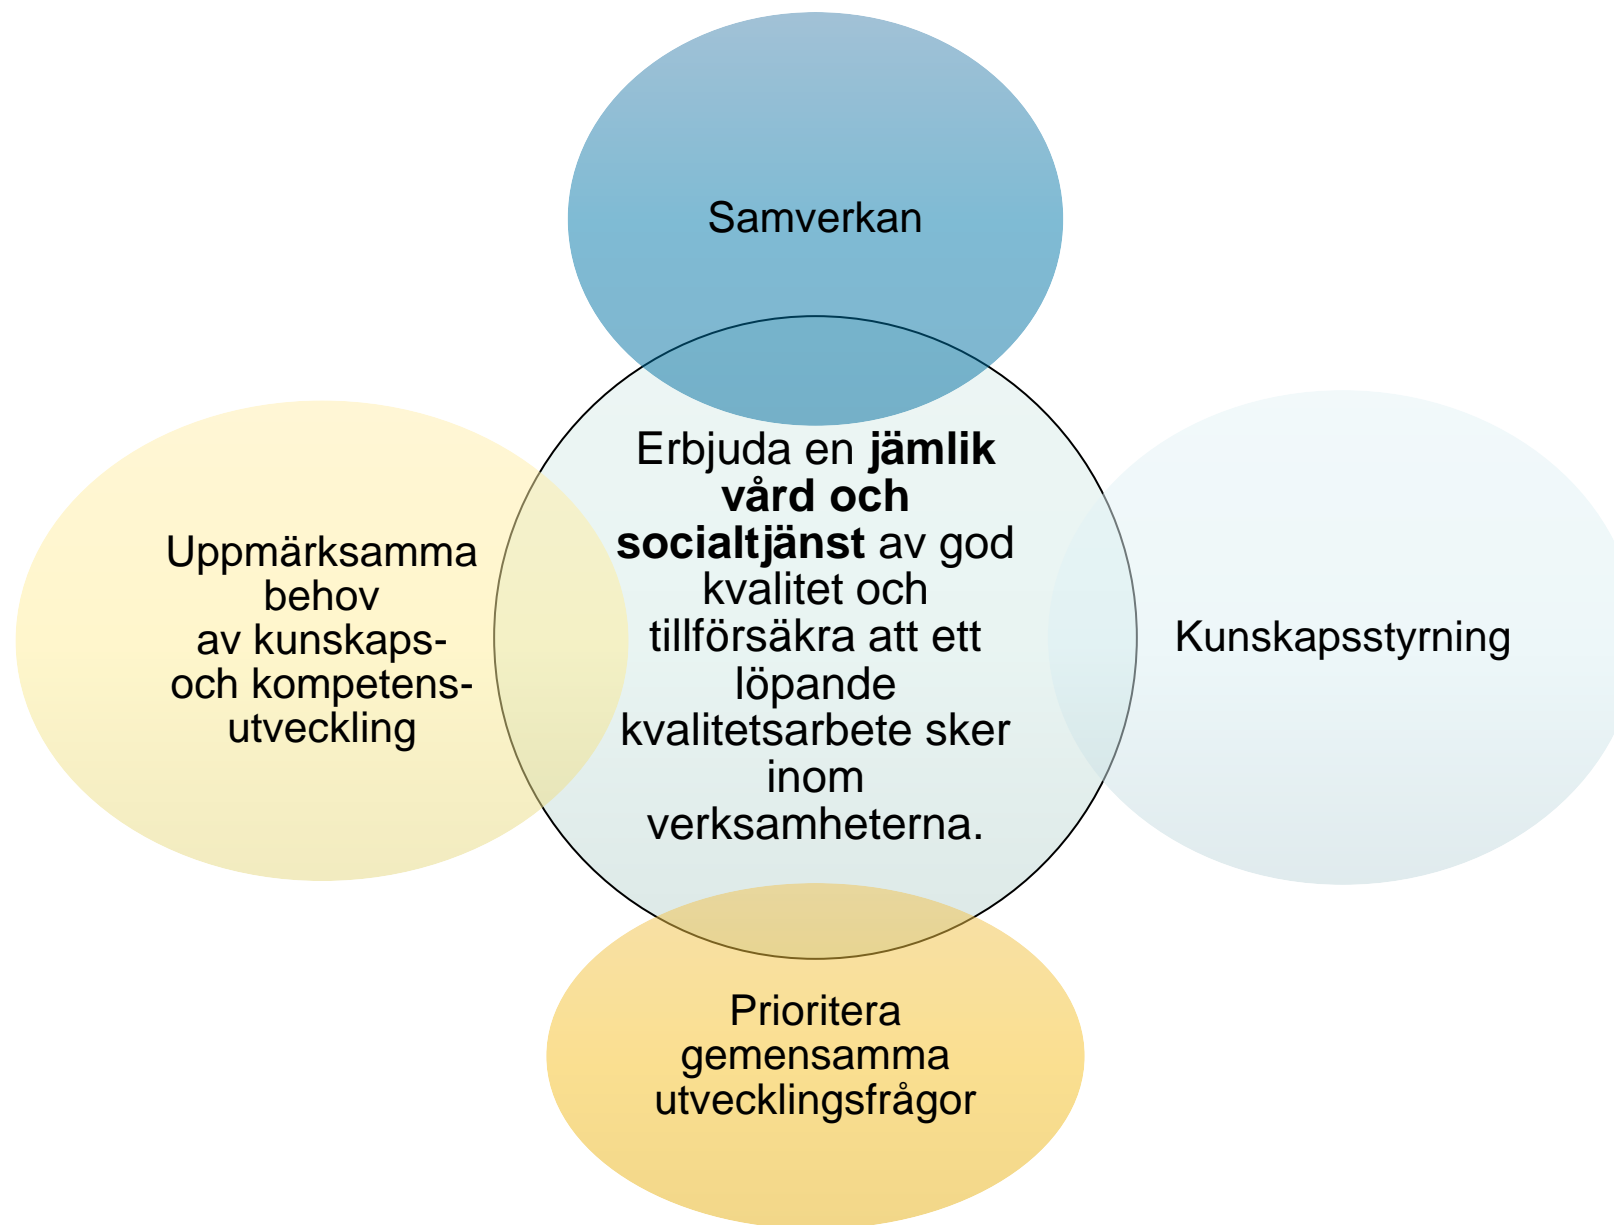 Samverkan
Erbjuda en jämlik
vård och
socialtjänst av god
kvalitet och
tillförsäkra att ett
löpande
kvalitetsarbete sker
inom
verksamheterna.
Uppmärksamma
behov
av kunskaps-
och kompetens-
utveckling
Kunskapsstyrning
Prioritera
gemensamma
utvecklingsfrågor